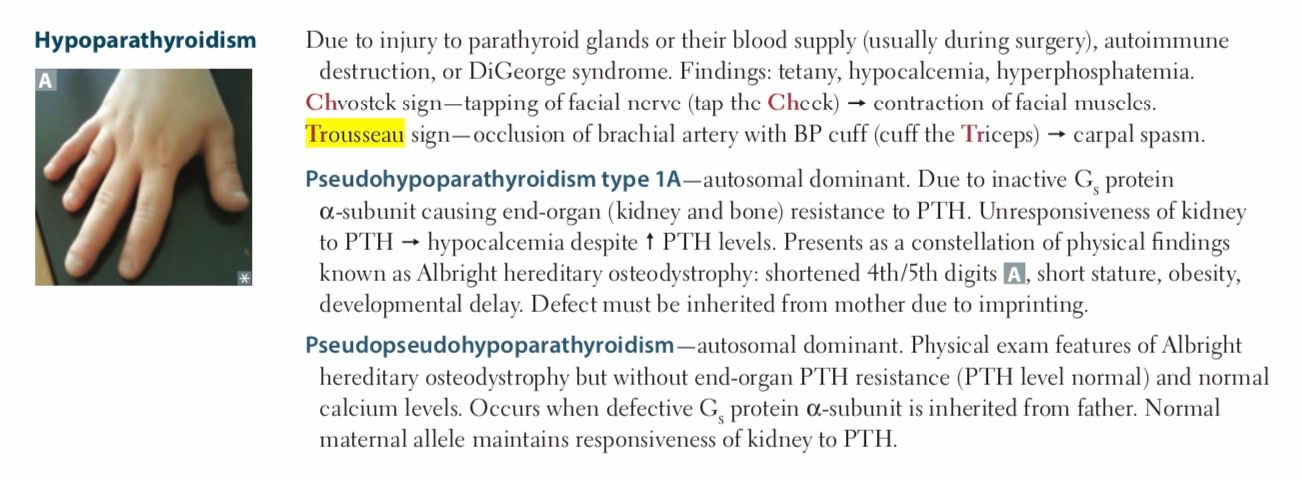 Hypoparathyroidism
A
Due to injury to parathyroid glands or their blood supply (usually during surgery), autoimmune
destruction, or DiGeorge syndrome. Findings: tetany, hypocalcemia, hyperphosphatemia.
Chvostek sign—tapping of facial nerve (tap the Cheek) → contraction of facial muscles.
Trousseau sign—occlusion of brachial artery with BP cuff (cuff the Triceps) → carpal spasm.
Pseudohypoparathyroidism type 1A—autosomal dominant. Due to inactive Gs protein
α-subunit causing end-organ (kidney and bone) resistance to PTH. Unresponsiveness of kidney
to PTH → hypocalcemia despite ↑ PTH levels. Presents as a constellation of physical findings
known as Albright hereditary osteodystrophy: shortened 4th/5th digits A, short stature, obesity,
developmental delay. Defect must be inherited from mother due to imprinting.
Pseudopseudohypoparathyroidism—autosomal dominant. Physical exam features of Albright
hereditary osteodystrophy but without end-organ PTH resistance (PTH level normal) and normal
calcium levels. Occurs when defective Gs protein α-subunit is inherited from father. Normal
maternal allele maintains responsiveness of kidney to PTH.